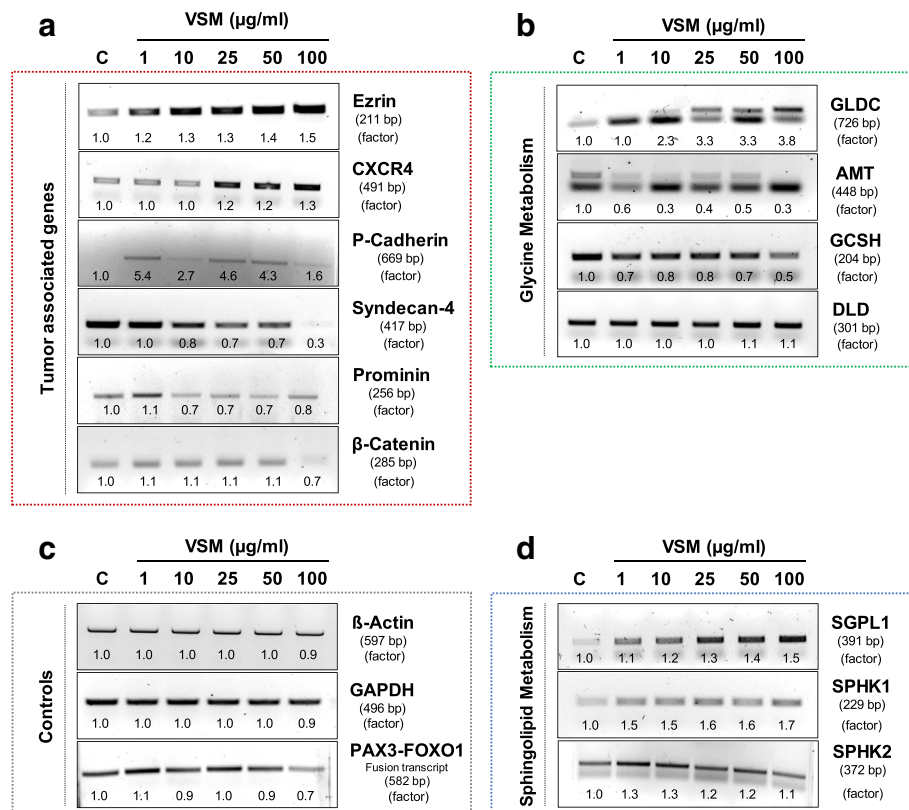 a
VSM (µg/ml)
C 1 10 25 50 100
Tumor associated genes
Ezrin
(211 bp)
1.0 1.2 1.3 1.3 1.4 1.5 (factor)
CXCR4
(491 bp)
1.0 1.0 1.0 1.2 1.2 1.3 (factor)
P-Cadherin
(669 bp)
1.0 5.4 2.7 4.6 4.3 1.6 (factor)
Syndecan-4
(417 bp)
1.0 1.0 0.8 0.7 0.7 0.3 (factor)
Prominin
(256 bp)
1.0 1.1 0.7 0.7 0.7 0.8 (factor)
β-Catenin
(285 bp)
1.0 1.1 1.1 1.1 1.1 0.7 (factor)
b
VSM (µg/ml)
C 1 10 25 50 100
Glycine Metabolism
GLDC
(726 bp)
1.0 1.0 2.3 3.3 3.3 3.8 (factor)
AMT
(448 bp)
1.0 0.6 0.3 0.4 0.5 0.3 (factor)
GCSH
(204 bp)
1.0 0.7 0.8 0.8 0.7 0.5 (factor)
DLD
(301 bp)
1.0 1.0 1.0 1.0 1.1 1.1 (factor)
c
VSM (µg/ml)
C 1 10 25 50 100
Controls
ß-Actin
(597 bp)
1.0 1.0 1.0 1.0 1.0 0.9 (factor)
GAPDH
(496 bp)
1.0 1.0 1.0 1.0 1.0 0.9 (factor)
PAX3-FOXO1
Fusion transcript
(582 bp)
1.0 1.1 0.9 1.0 0.9 0.7 (factor)
d
VSM (µg/ml)
C 1 10 25 50 100
Sphingolipid Metabolism
SGPL1
(391 bp)
1.0 1.1 1.2 1.3 1.4 1.5 (factor)
SPHK1
(229 bp)
1.0 1.5 1.5 1.6 1.6 1.7 (factor)
SPHK2
(372 bp)
1.0 1.3 1.3 1.2 1.2 1.1 (factor)